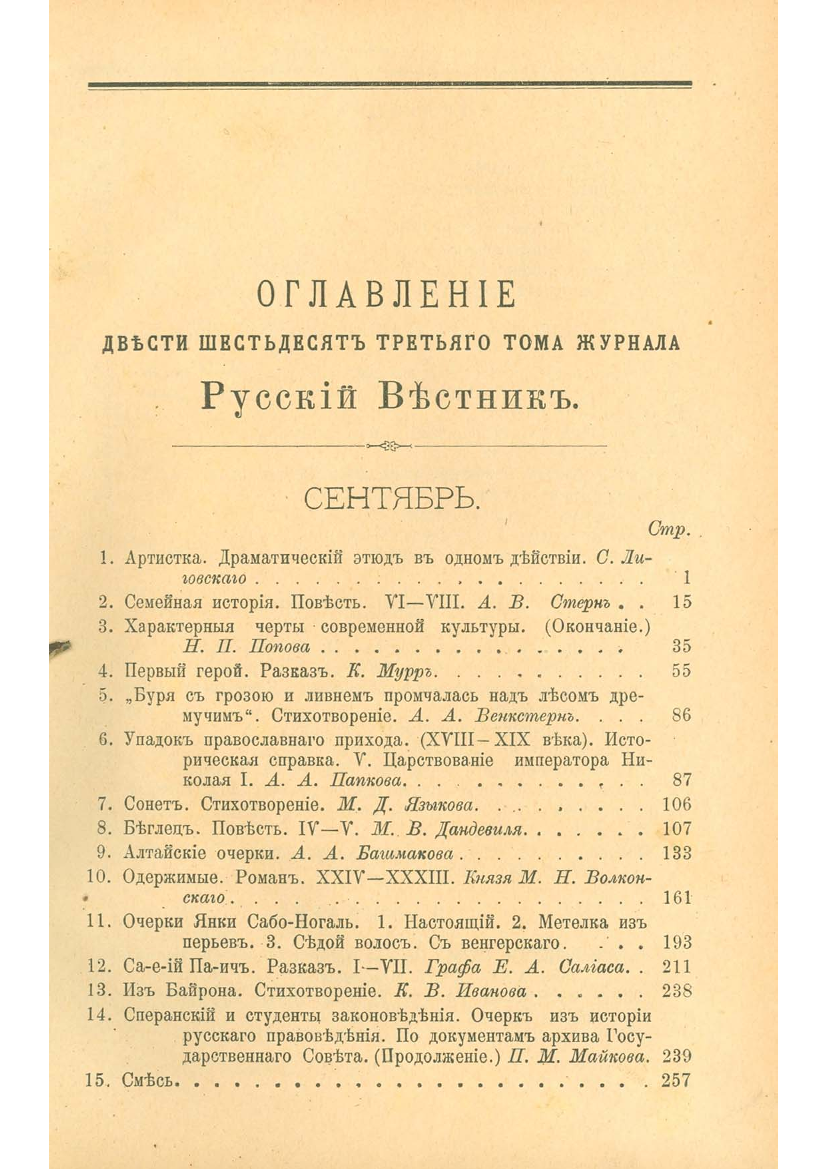 ОГЛАВЛЕНІЕ
ДВѢСТИ ШЕСТЬДЕСЯТЪ ТРЕТЬЯГО ТОМА ЖУРНАЛА
Русскій Вѣстникъ.
СЕНТЯБРЬ.
Стр.
1. Артистка. Драматическій этюдъ въ одномъ дѣйствіи. С. Ли-
говскаго . . . . . . . . . . . . . . . . . . . 1
2. Семейная исторія. Повѣсть. VI—VIII. А. В. Стернъ . . 15
3. Характерныя черты современной культуры. (Окончаніе.)
Н. П. Попова . . . . . . . . . . . . . . . . 35
4. Первый герой. Разказъ. К. Мурръ. . . . . . . . . . 55
5. „Буря съ грозою и ливнемъ промчалась надъ лѣсомъ дре-
мучимъ“. Стихотвореніе. А. А. Венкстернъ. . . . 86
6. Упадокъ православнаго прихода. (XVIII—XIX вѣка). Исто-
рическая справка. V. Царствованіе императора Ни-
колая I. А. А. Папкова. . . . . . . . . . . . 87
7. Сонетъ. Стихотвореніе. М. Д. Языкова. . . . . . . . . 106
8. Бѣглецъ. Повѣсть. IV—V. М. В. Дандевиля. . . . . . . 107
9. Алтайскіе очерки. А. А. Башмакова . . . . . . . . . . 133
10. Одержимые. Романъ. XXIV—XXXIII. Князя М. Н. Волкон-
скаго . . . . . . . . . . . . . . . . . . . . 161
11. Очерки Янки Сабо-Ногаль. 1. Настоящій. 2. Метелка изъ
перьевъ. 3. Сѣдой волосъ. Съ венгерскаго. . . . 193
12. Са-е-ій Па-ичъ. Разказъ. I—VII. Графа Е. А. Саліаса. . 211
13. Изъ Байрона. Стихотвореніе. К. В. Иванова . . . . . . 238
14. Сперанскій и студенты законовѣдѣнія. Очеркъ изъ исторіи
русскаго правовѣдѣнія. По документамъ архива Госу-
дарственнаго Совѣта. (Продолженіе.) П. М. Майкова. 239
15. Смѣсь. . . . . . . . . . . . . . . . . . . . . . . . 257